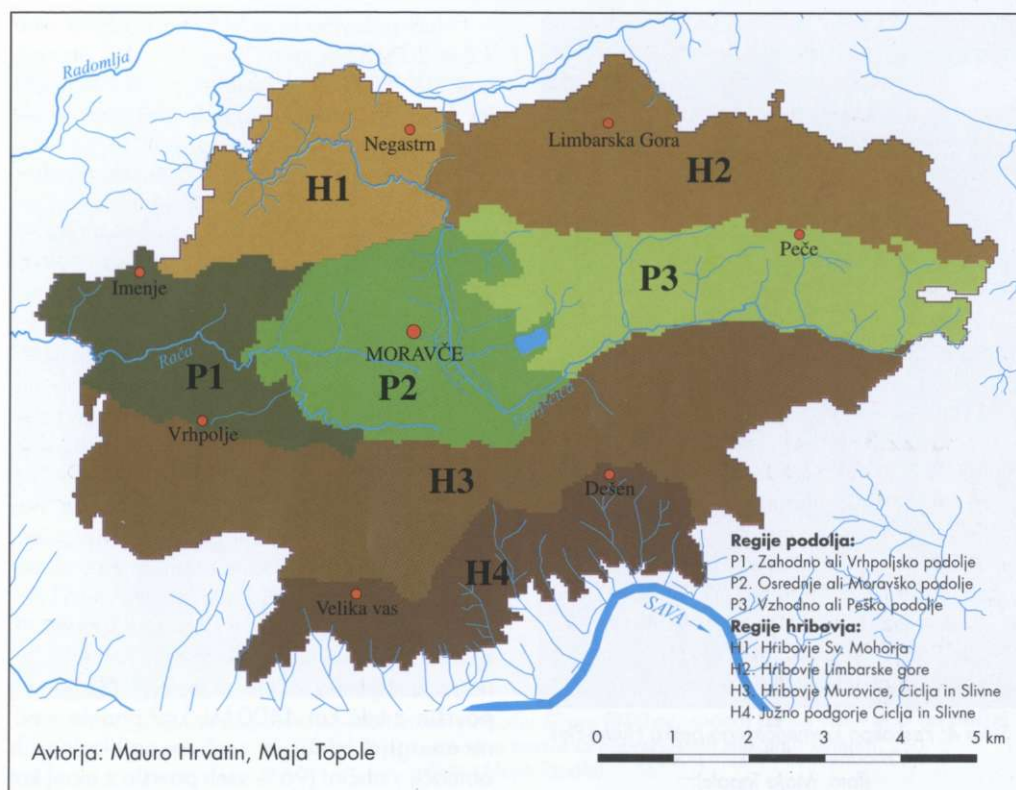 Radomlja
Negastrn
Limbarska Gora
H1
H2
Peče
Imenje
P3
MORAVČE
Rača
P1
P2
Vrhpolje
H3
Dešen
H4
Velika vas
SAVA
Regije podolja:
P1. Zahodno ali Vrhpoljsko podolje
P2. Osrednje ali Moravško podolje
P3. Vzhodno ali Peško podolje
Regije hribovja:
H1. Hribovje Sv. Mohorja
H2. Hribovje Limbarske gore
H3. Hribovje Murovice, Ciclja in Slivne
H4. Južno podgorje Ciclja in Slivne
0 2 4 5 km
Avtorja: Mauro Hrvatin, Maja Topole